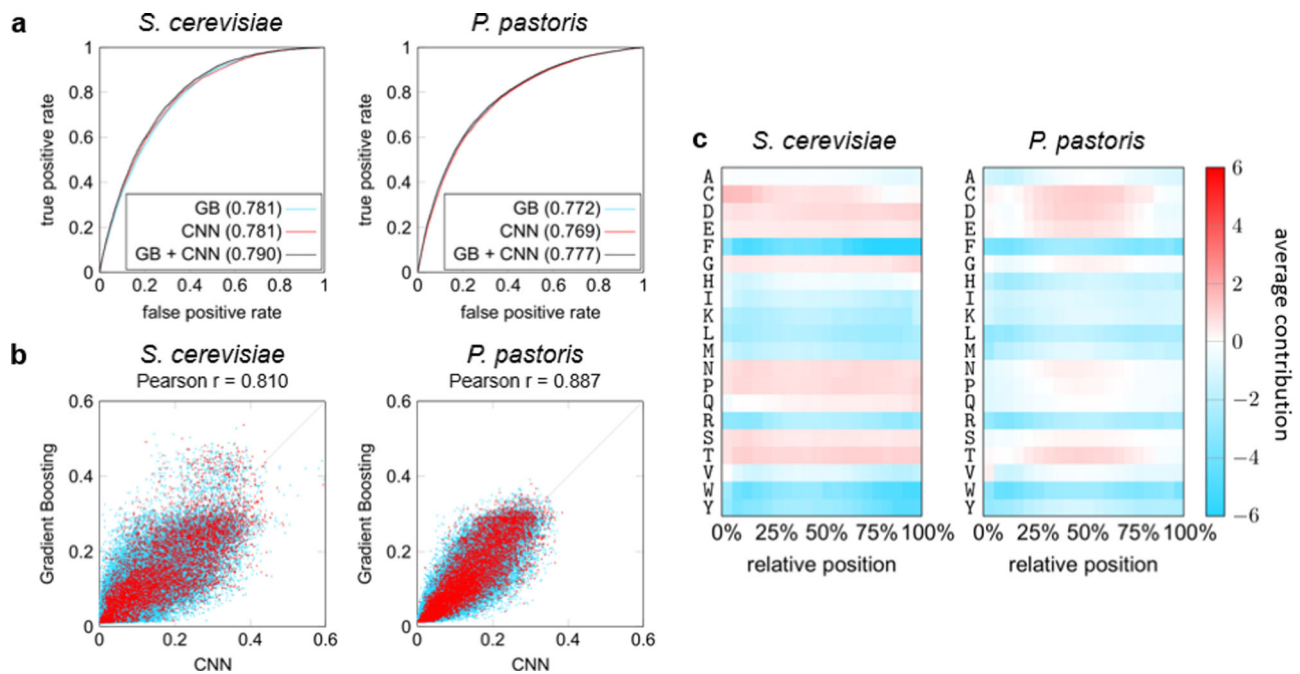 a
S. cerevisiae
P. pastoris
true positive rate
1
0.8
0.6
0.4
0.2
0
GB (0.781)
CNN (0.781)
GB + CNN (0.790)
0 0.2 0.4 0.6 0.8 1
false positive rate
true positive rate
1
0.8
0.6
0.4
0.2
0
GB (0.772)
CNN (0.769)
GB + CNN (0.777)
0 0.2 0.4 0.6 0.8 1
false positive rate
b
S. cerevisiae
Pearson r = 0.810
Gradient Boosting
0.6
0.4
0.2
0
0 0.2 0.4 0.6
CNN
P. pastoris
Pearson r = 0.887
Gradient Boosting
0.6
0.4
0.2
0
0 0.2 0.4 0.6
CNN
c
S. cerevisiae
P. pastoris
A
C
D
E
F
G
H
I
K
L
M
N
P
Q
R
S
T
V
W
Y
0% 25% 50% 75% 100%
relative position
A
C
D
E
F
G
H
I
K
L
M
N
P
Q
R
S
T
V
W
Y
0% 25% 50% 75% 100%
relative position
6
4
2
0
−2
−4
−6
average contribution